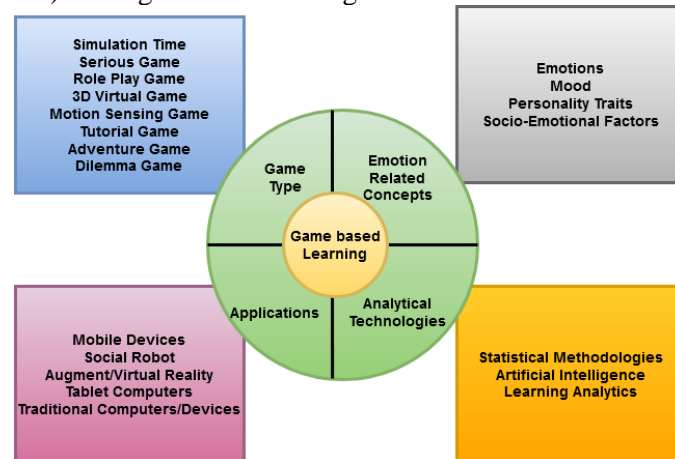 Simulation Time
Serious Game
Role Play Game
3D Virtual Game
Motion Sensing Game
Tutorial Game
Adventure Game
Dilemma Game
Emotions
Mood
Personality Traits
Socio-Emotional Factors
Game
Type
Emotion
Related
Concepts
Game based
Learning
Applications
Analytical
Technologies
Mobile Devices
Social Robot
Augment/Virtual Reality
Tablet Computers
Traditional Computers/Devices
Statistical Methodologies
Artificial Intelligence
Learning Analytics